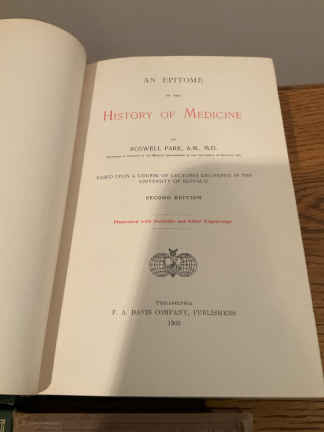 AN EPITOME
OF THE
HISTORY OF MEDICINE
BY
ROSWELL PARK, A.M., M.D.
BASED UPON A COURSE OF LECTURES DELIVERED IN THE
UNIVERSITY OF BUFFALO
SECOND EDITION
Illustrated with Portraits and Other Engravings
PHILADELPHIA
F. A. DAVIS COMPANY, PUBLISHERS